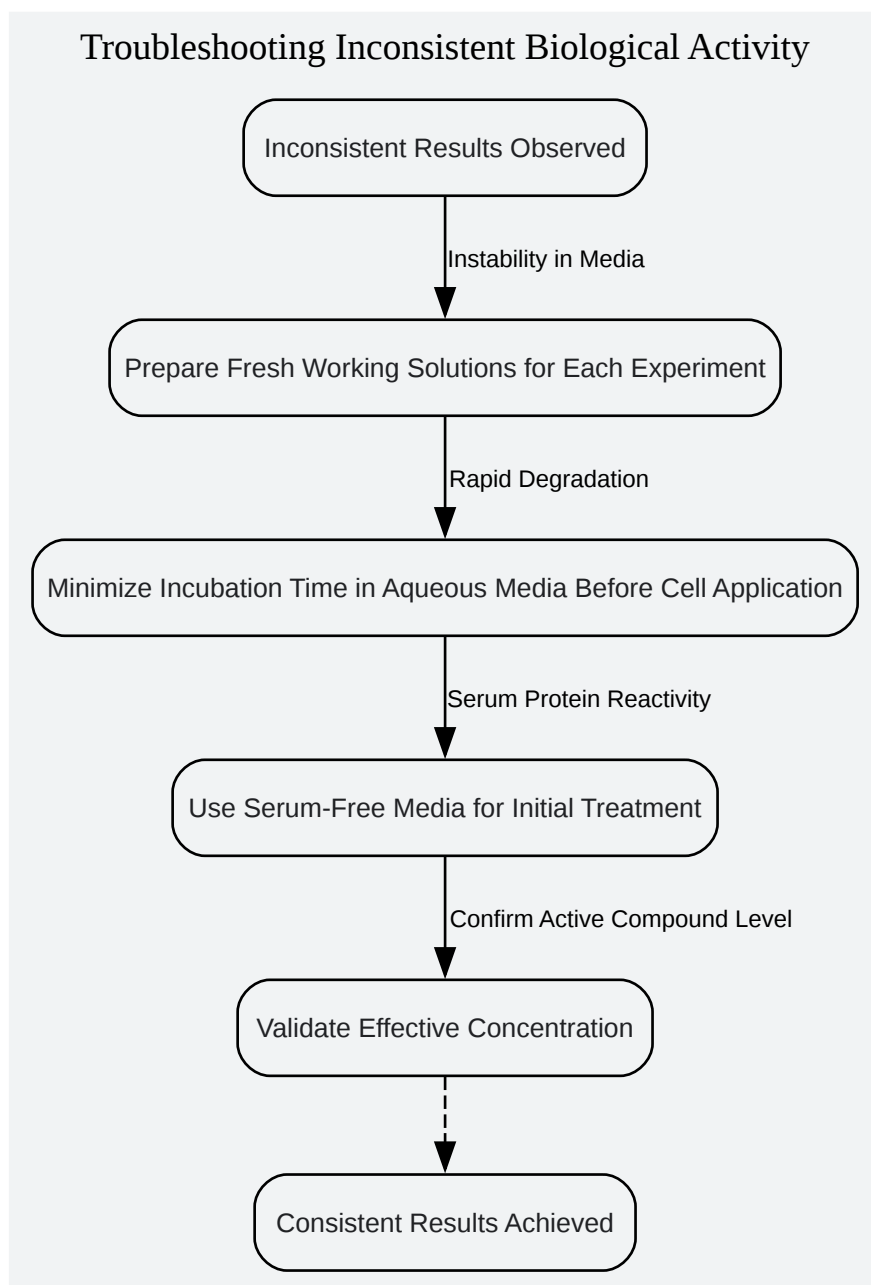 Troubleshooting Inconsistent Biological Activity
Inconsistent Results Observed
Instability in Media
Prepare Fresh Working Solutions for Each Experiment
Rapid Degradation
Minimize Incubation Time in Aqueous Media Before Cell Application
Serum Protein Reactivity
Use Serum-Free Media for Initial Treatment
Confirm Active Compound Level
Validate Effective Concentration
Consistent Results Achieved